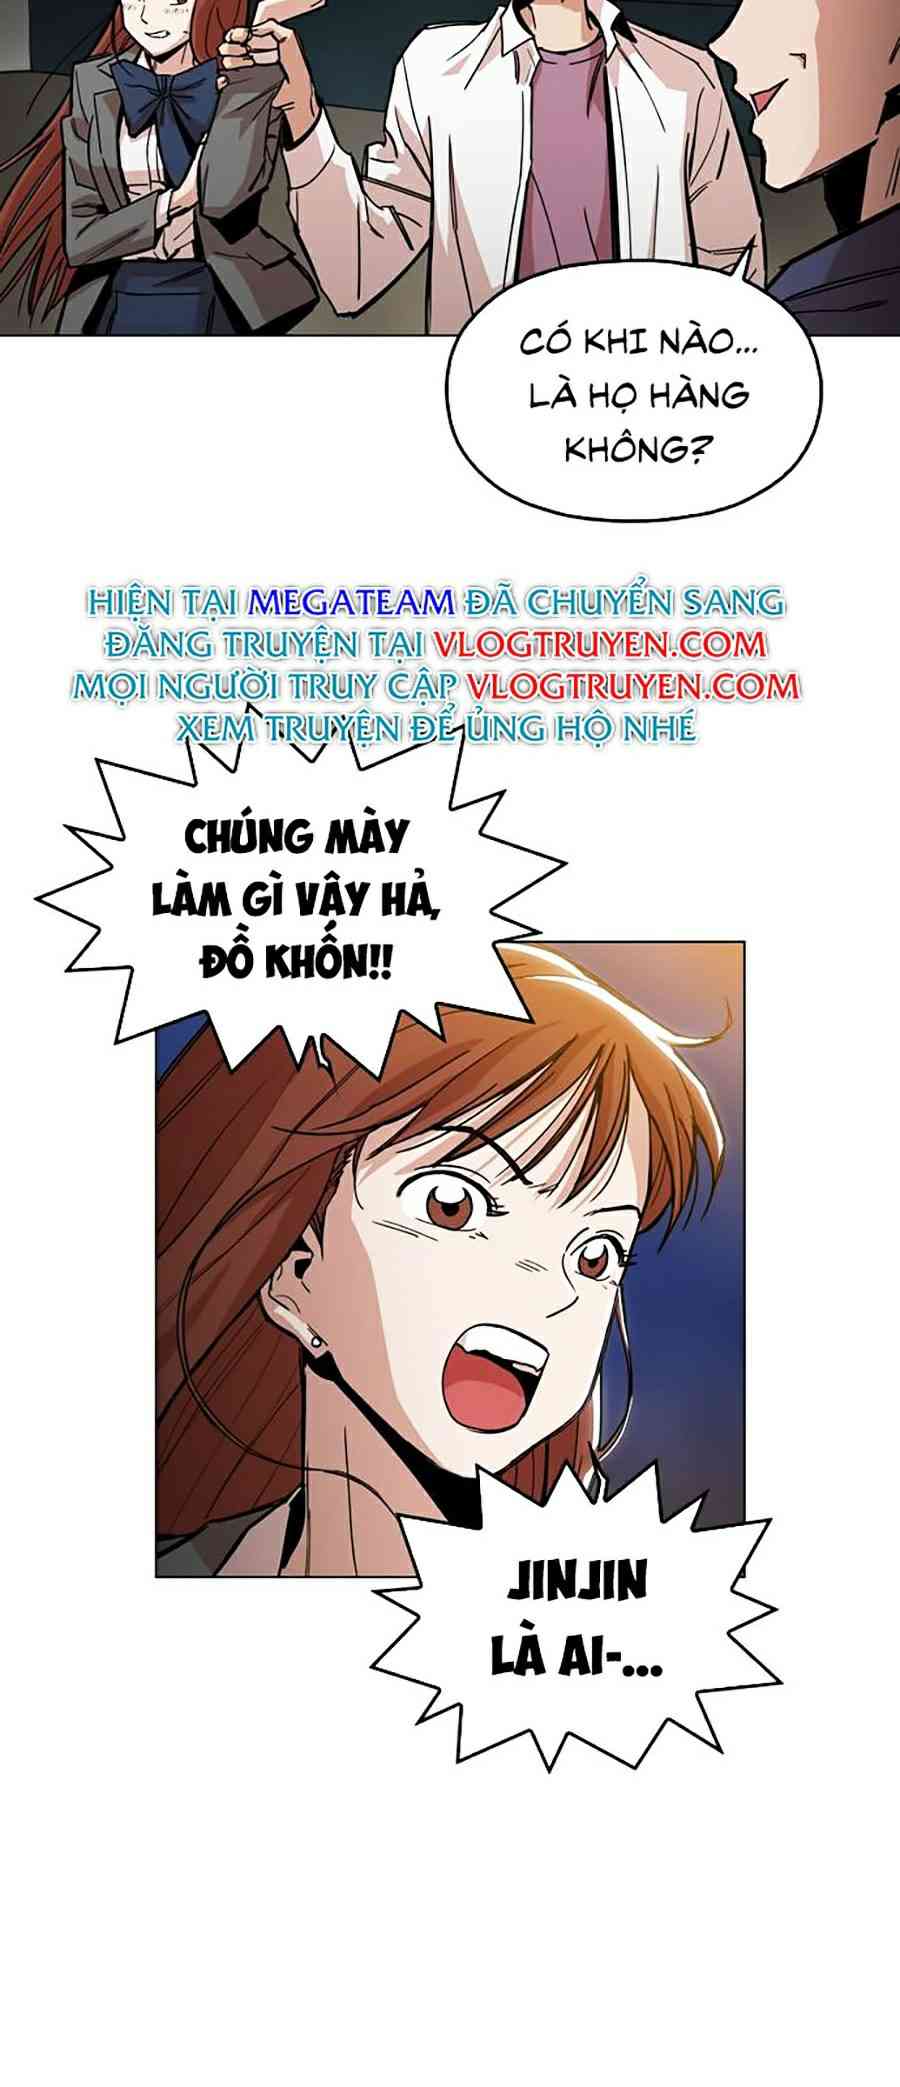 CÓ KHI NÀO...
LÀ HỌ HÀNG
KHÔNG?
HIỆN TẠI MEGATEAM ĐÃ CHUYỂN SANG
ĐĂNG TRUYỆN TẠI VLOGTRUYEN.COM
MỌI NGƯỜI TRUY CẬP VLOGTRUYEN.COM
XEM TRUYỆN ĐỂ ỦNG HỘ NHÉ
CHÚNG MÀY
LÀM GÌ VẬY HẢ,
ĐỒ KHỐN!!
JINJIN
LÀ AI-...